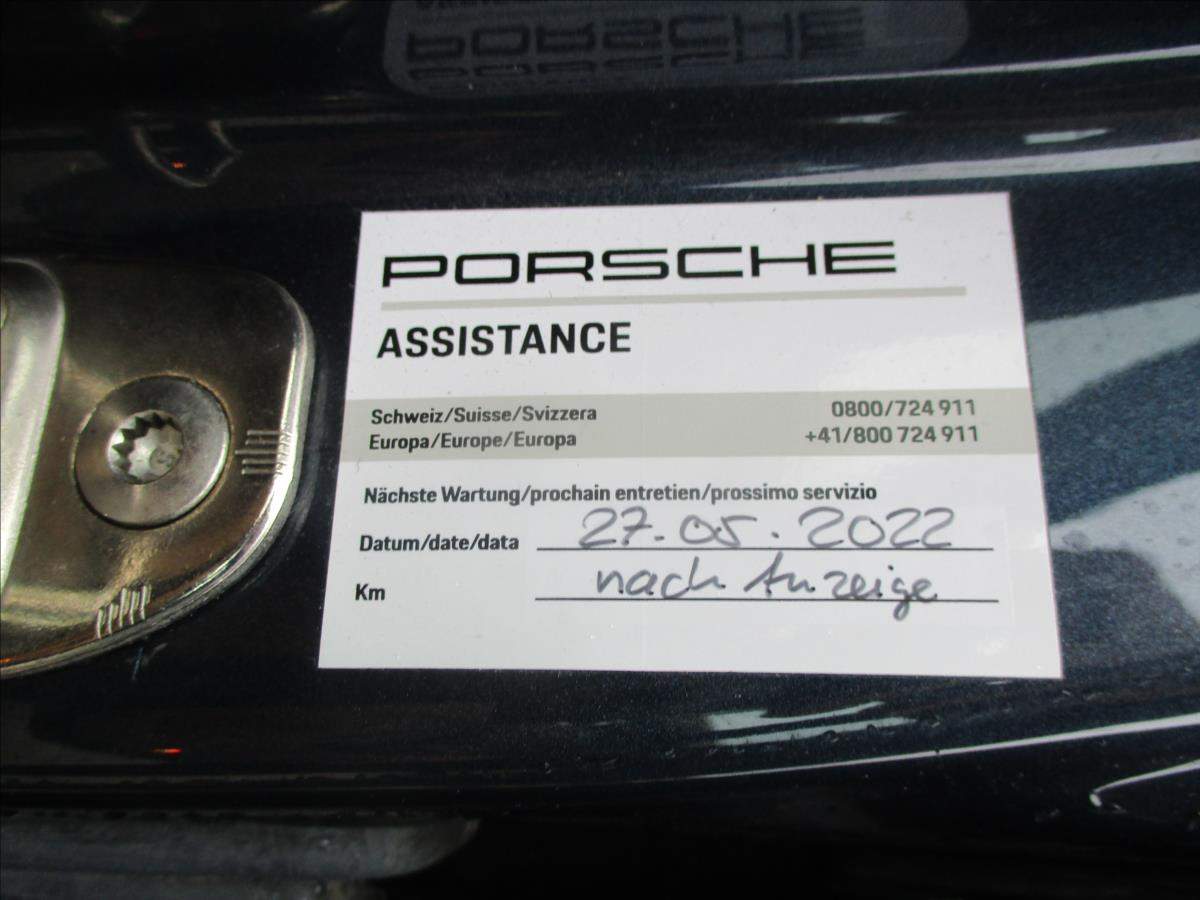 PORSCHE
ASSISTANCE
Schweiz/Suisse/Svizzera 0800/724 911
Europa/Europe/Europa +41/800 724 911
Nächste Wartung/prochain entretien/prossimo servizio
Datum/date/data 27.05.2022
Km nach Anzeige